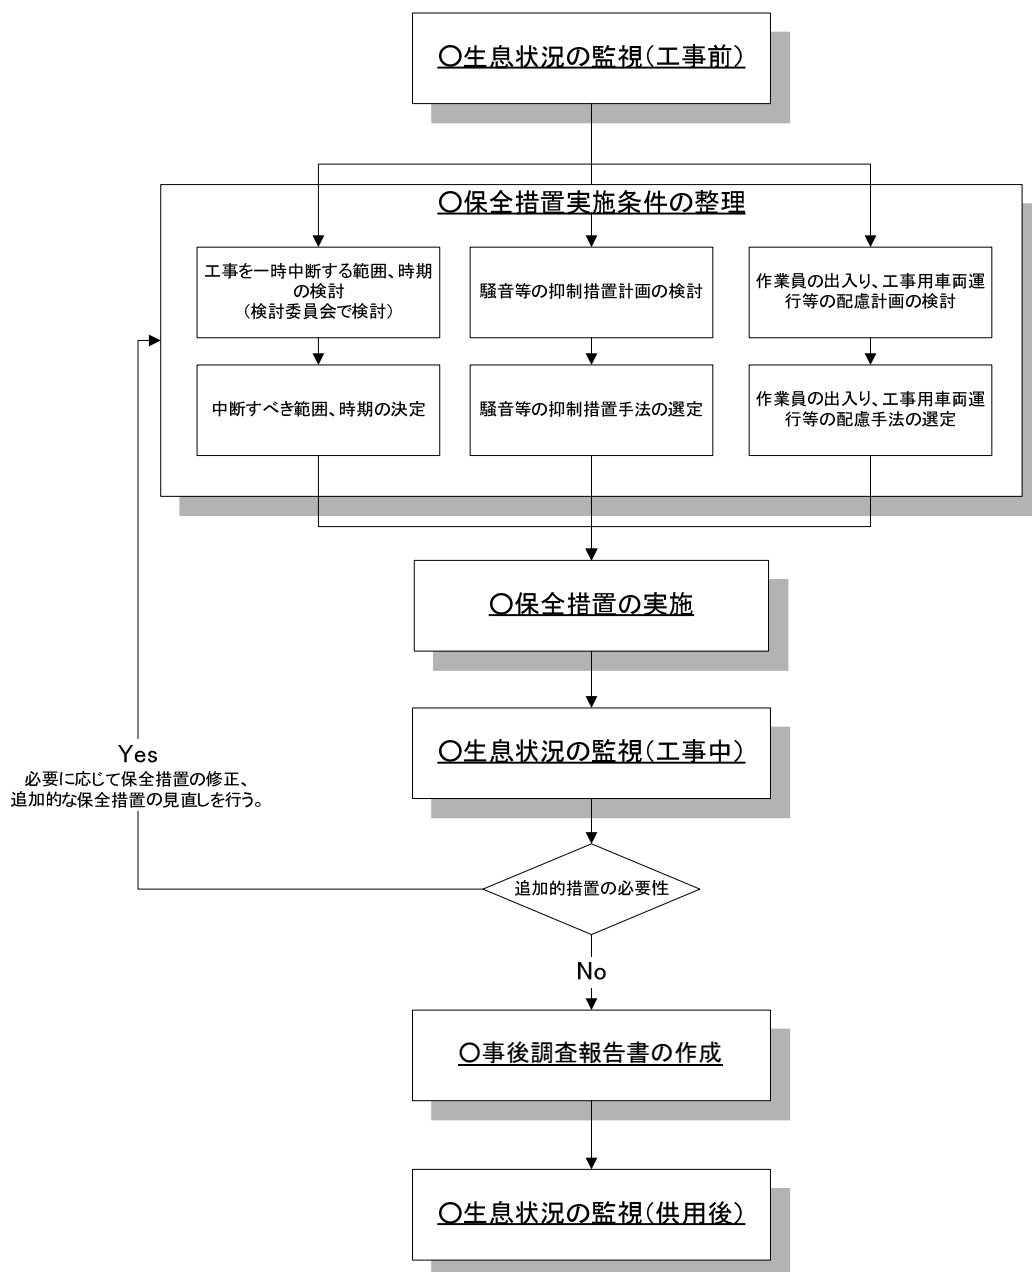 〇生息状況の監視(工事前)
〇保全措置実施条件の整理
工事を一時中断する範囲、時期
の検討
(検討委員会で検討)
騒音等の抑制措置計画の検討
作業員の出入り、工事用車両運
行等の配慮計画の検討
中断すべき範囲、時期の決定
騒音等の抑制措置手法の選定
作業員の出入り、工事用車両運
行等の配慮手法の選定
〇保全措置の実施
〇生息状況の監視(工事中)
Yes
必要に応じて保全措置の修正、
追加的な保全措置の見直しを行う。
追加的措置の必要性
No
〇事後調査報告書の作成
〇生息状況の監視(供用後)